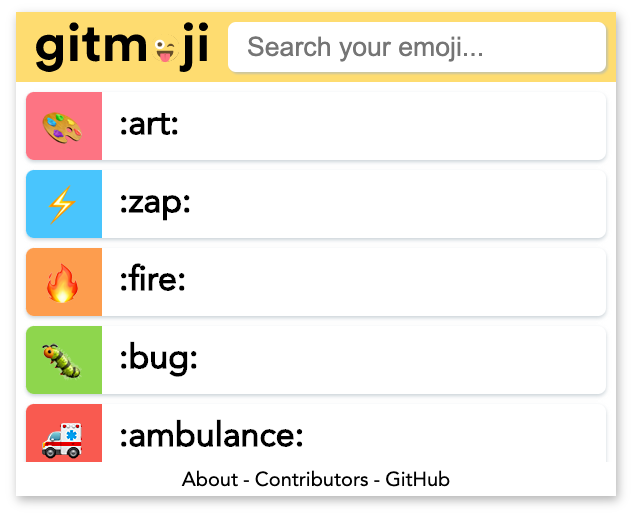 gitm😜ji
Search your emoji...
:art:
:zap:
:fire:
:bug:
:ambulance:
About - Contributors - GitHub